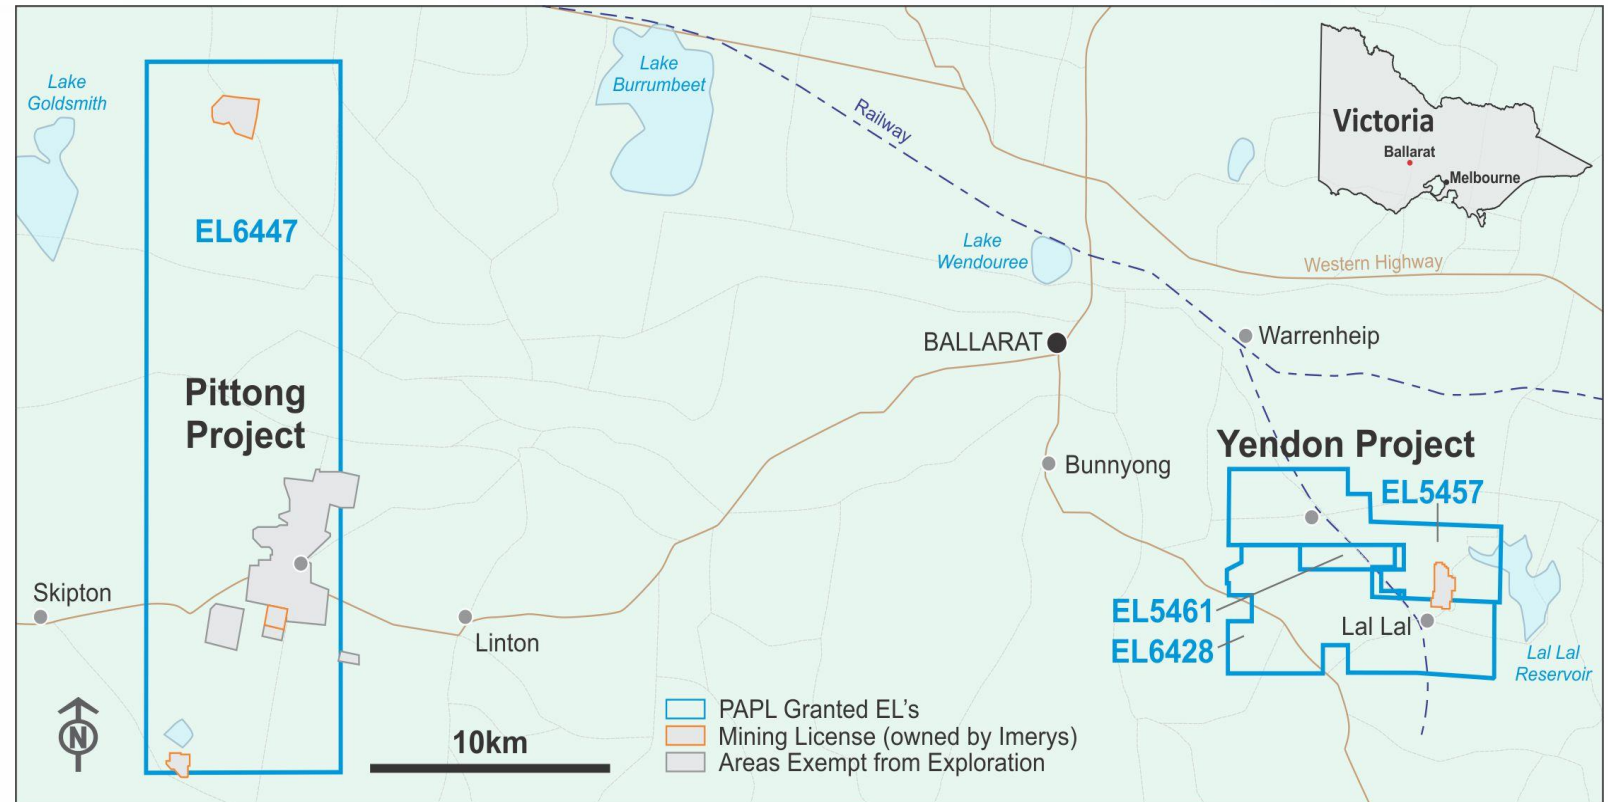 Lake
Goldsmith
Lake
Burrumbeet
Railway
Victoria
Ballarat
Melbourne
EL6447
Lake
Wendouree
Western Highway
BALLARAT
Warrenheip
Pittong
Project
Bunnyong
Yendon Project
EL5457
Skipton
Linton
EL5461
EL6428
Lal Lal
Lal Lal
Reservoir
N
10km
PAPL Granted EL's
Mining License (owned by Imerys)
Areas Exempt from Exploration